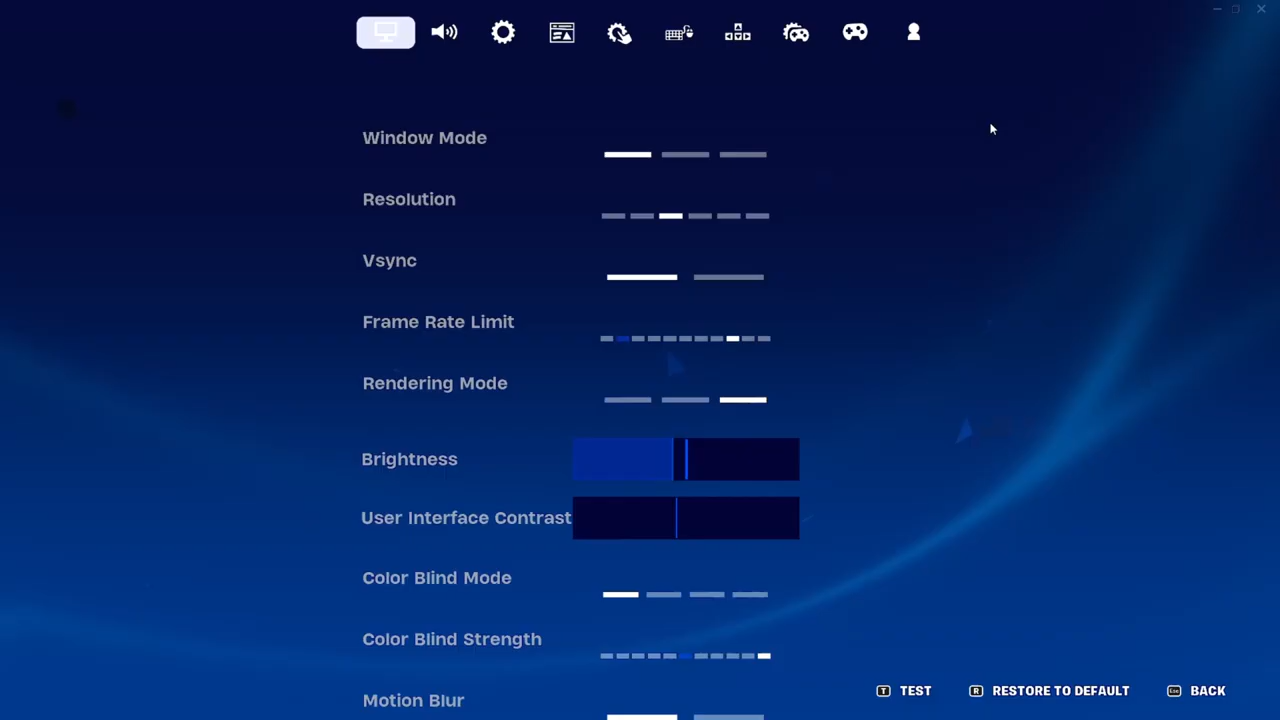 Window Mode
Resolution
Vsync
Frame Rate Limit
Rendering Mode
Brightness
User Interface Contrast
Color Blind Mode
Color Blind Strength
Motion Blur
T TEST R RESTORE TO DEFAULT Esc BACK